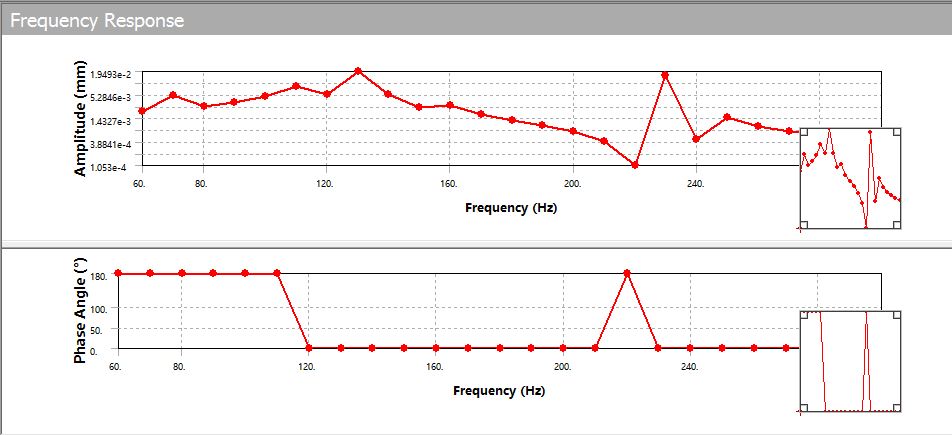 Frequency Response
Amplitude (mm)
1.9493e-2
5.2846e-3
1.4327e-3
3.8841e-4
1.053e-4
60. 80. 120. 160. 200. 240.
Frequency (Hz)
Phase Angle (°)
180.
100.
50.
0.
60. 80. 120. 160. 200. 240.
Frequency (Hz)